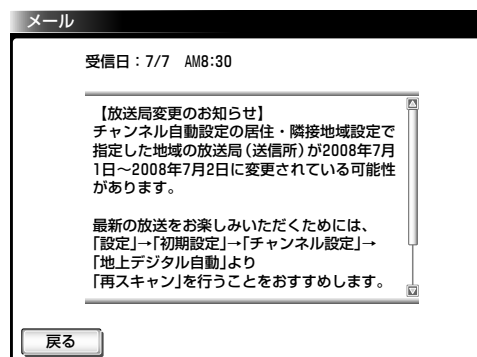 メール
受信日：7/7 AM8:30
【放送局変更のお知らせ】
チャンネル自動設定の居住・隣接地域設定で
指定した地域の放送局（送信所）が2008年7月
1日～2008年7月2日に変更されている可能性
があります。
最新の放送をお楽しみいただくためには、
「設定」→「初期設定」→「チャンネル設定」→
「地上デジタル自動」より
「再スキャン」を行うことをおすすめします。
戻る